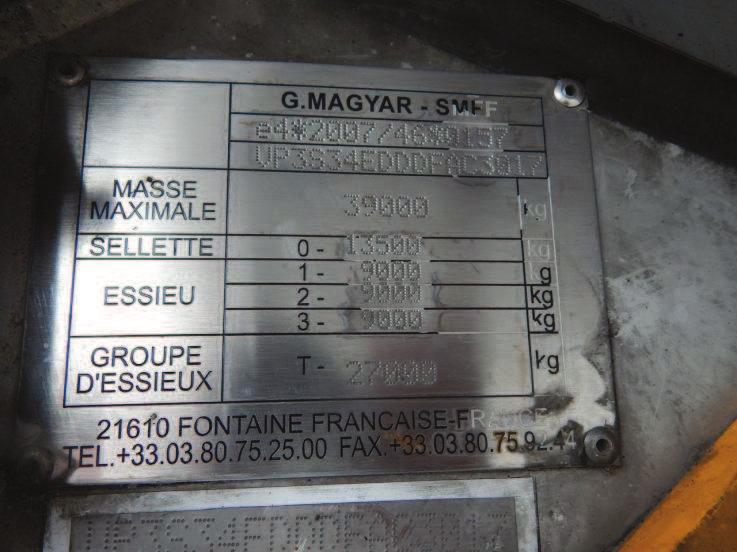 G.MAGYAR - SMFF
e4*2007/46*0157
MASSE MAXIMALE 39000 kg
SELLETTE 0 - 13500 kg
ESSIEU 1 - 9000 kg
2 - 9000 kg
3 - 9000 kg
GROUPE D'ESSIEUX T - 27000 kg
21610 FONTAINE FRANCAISE-FRANCE
TEL.+33.03.80.75.25.00 FAX.+33.03.80.75.92.44